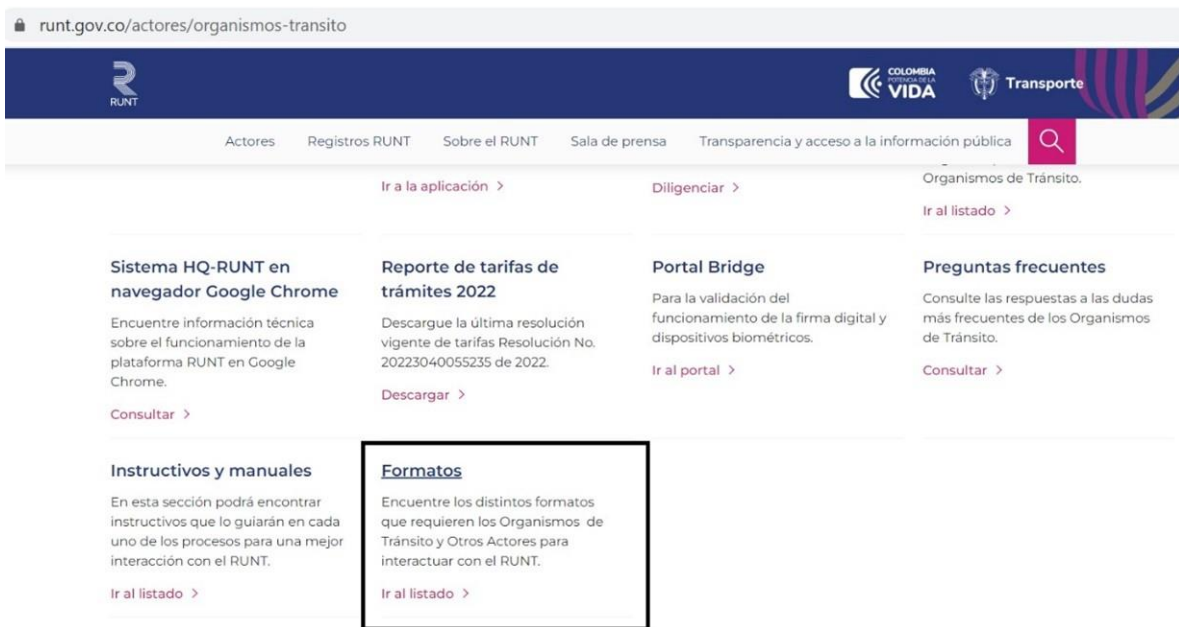 runt.gov.co/actores/organismos-transito
RUNT
COLOMBIA
POTENCIA DE LA
VIDA
Transporte
Actores
Registros RUNT
Sobre el RUNT
Sala de prensa
Transparencia y acceso a la información pública
Ir a la aplicación >
Diligenciar >
Organismos de Tránsito.
Ir al listado >
Sistema HQ-RUNT en
navegador Google Chrome
Encuentre información técnica
sobre el funcionamiento de la
plataforma RUNT en Google
Chrome.
Consultar >
Reporte de tarifas de
trámites 2022
Descargue la última resolución
vigente de tarifas Resolución No.
20223040055235 de 2022.
Descargar >
Portal Bridge
Para la validación del
funcionamiento de la firma digital y
dispositivos biométricos.
Ir al portal >
Preguntas frecuentes
Consulte las respuestas a las dudas
más frecuentes de los Organismos
de Tránsito.
Consultar >
Instructivos y manuales
En esta sección podrá encontrar
instructivos que lo guiarán en cada
uno de los procesos para una mejor
interacción con el RUNT.
Ir al listado >
Formatos
Encuentre los distintos formatos
que requieren los Organismos de
Tránsito y Otros Actores para
interactuar con el RUNT.
Ir al listado >